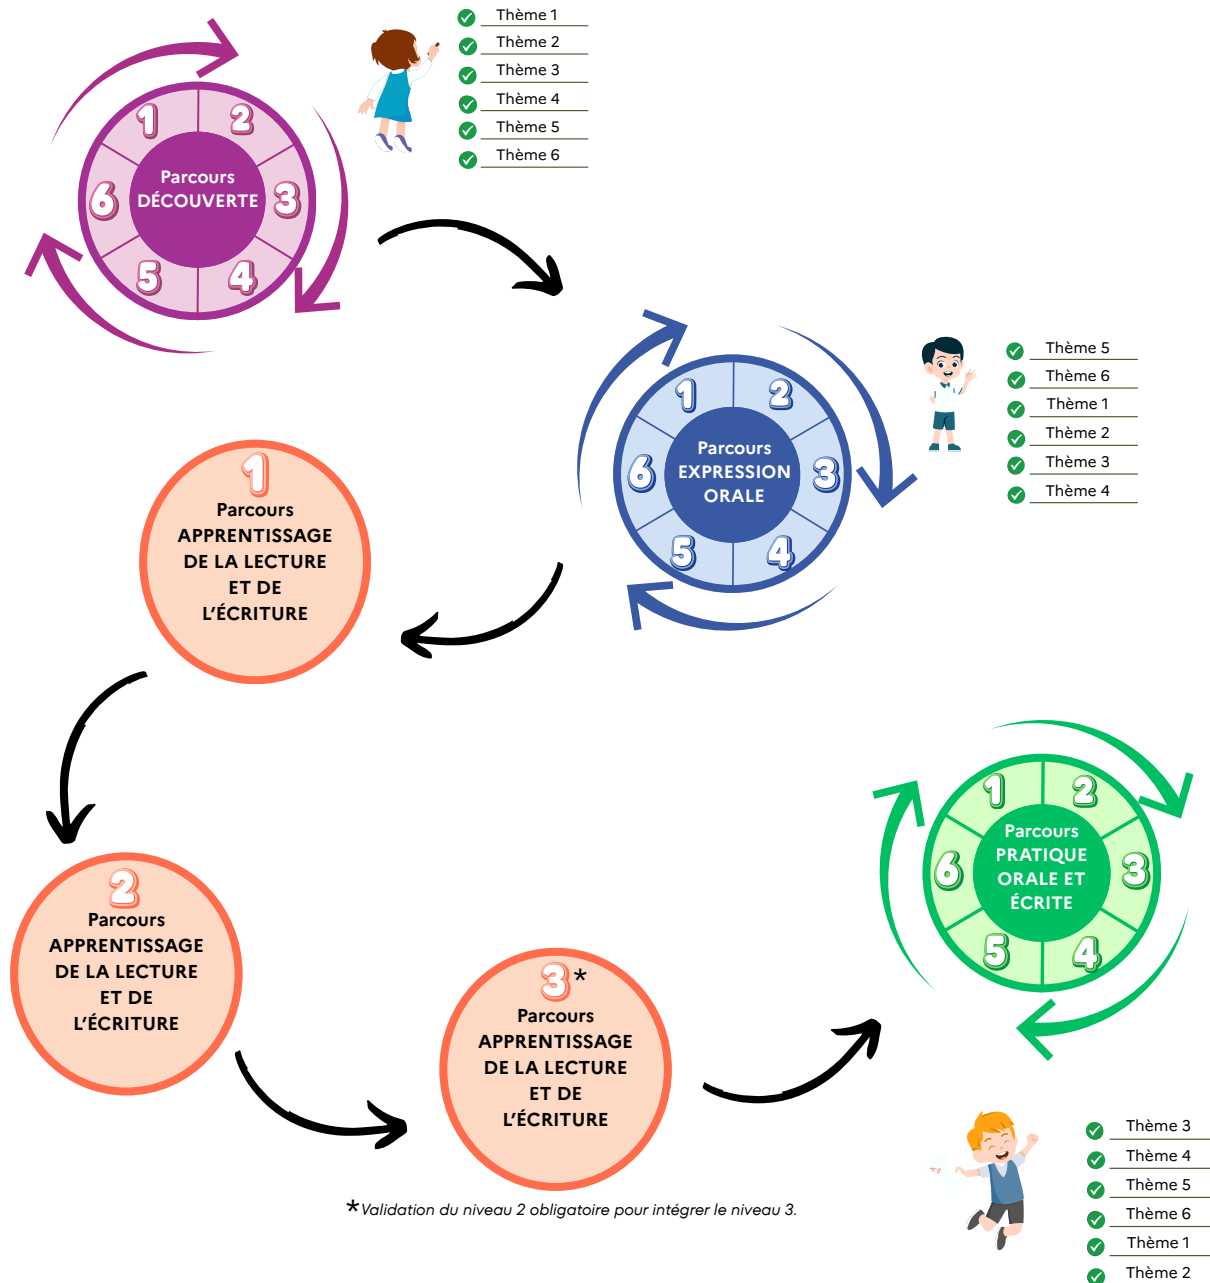 Thème 1
Thème 2
Thème 3
Thème 4
Thème 5
Thème 6
1
2
3
4
5
6
Parcours
DÉCOUVERTE
Thème 5
Thème 6
Thème 1
Thème 2
Thème 3
Thème 4
1
2
3
4
5
6
Parcours
EXPRESSION
ORALE
1
Parcours
APPRENTISSAGE
DE LA LECTURE
ET DE
L'ÉCRITURE
2
Parcours
APPRENTISSAGE
DE LA LECTURE
ET DE
L'ÉCRITURE
3*
Parcours
APPRENTISSAGE
DE LA LECTURE
ET DE
L'ÉCRITURE
*Validation du niveau 2 obligatoire pour intégrer le niveau 3.
1
2
3
4
5
6
Parcours
PRATIQUE
ORALE ET
ÉCRITE
Thème 3
Thème 4
Thème 5
Thème 6
Thème 1
Thème 2